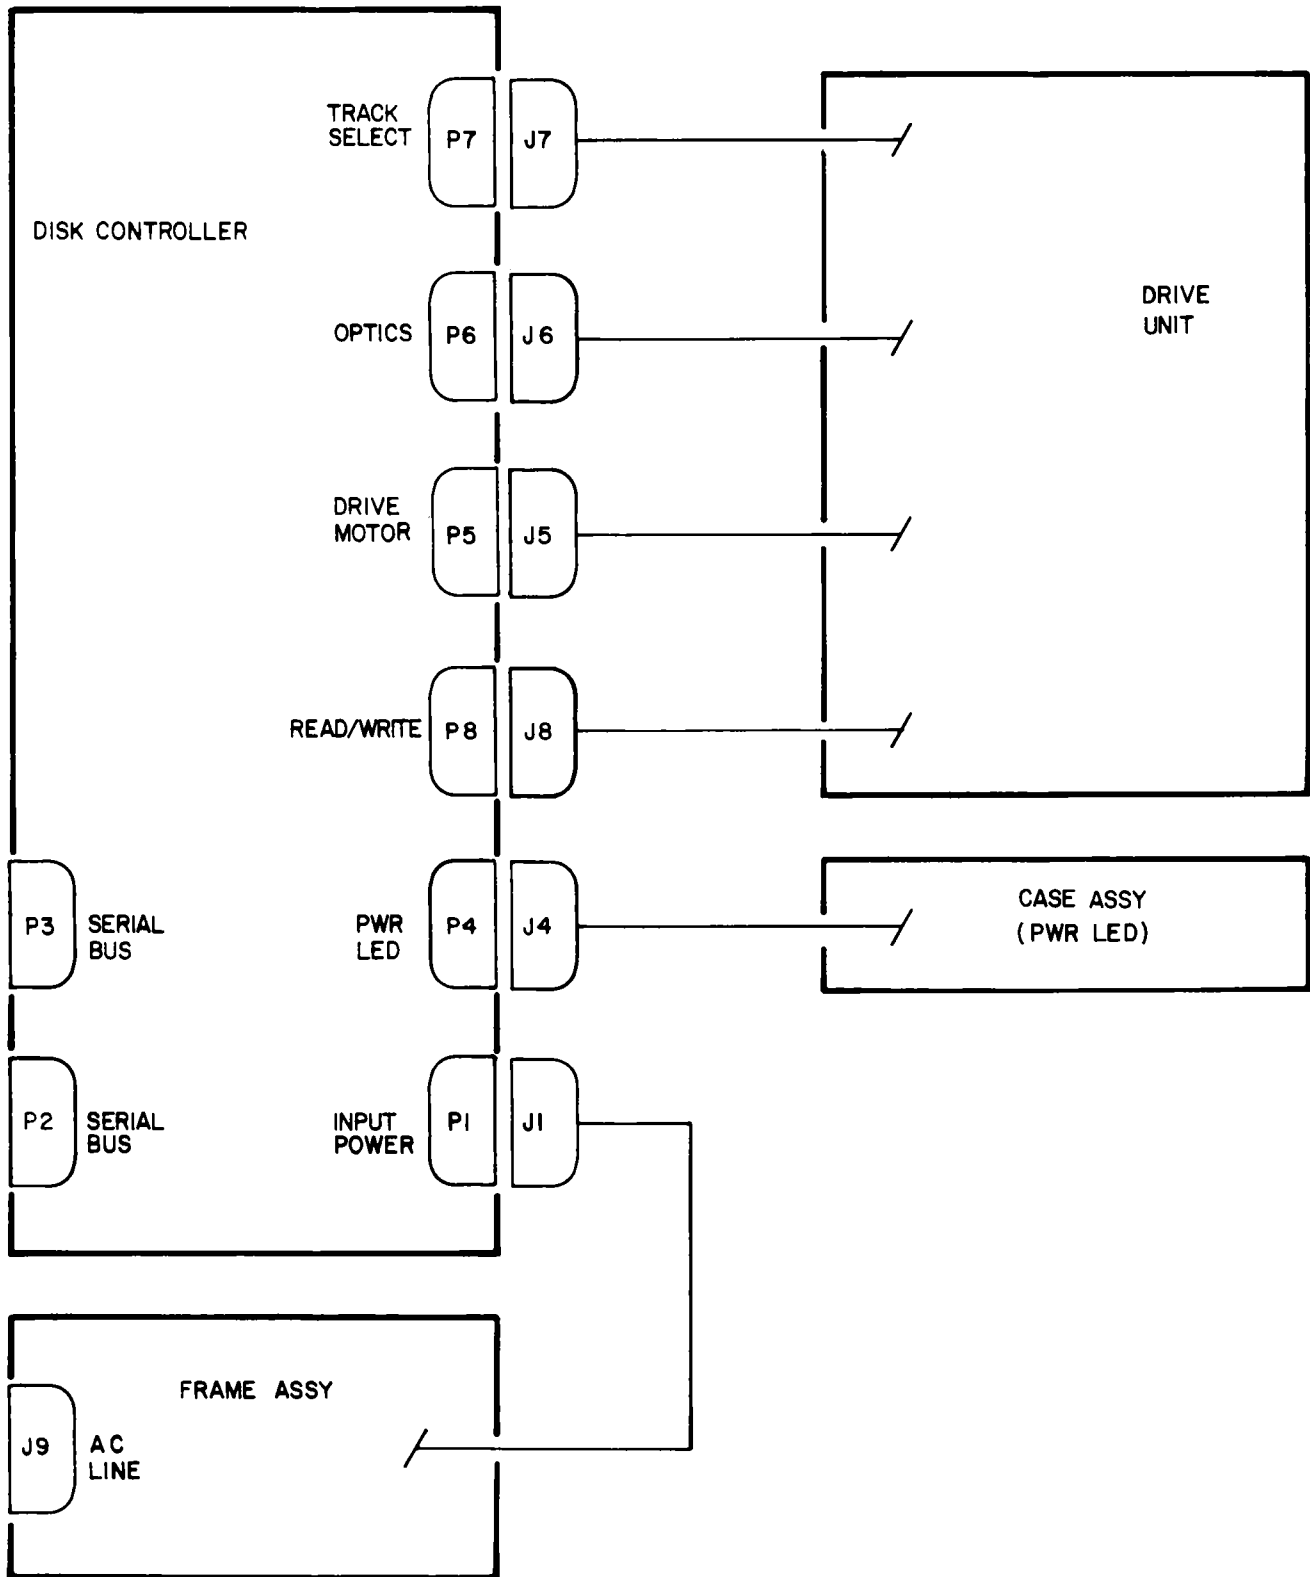 TRACK
SELECT
P7
J7
DISK CONTROLLER
OPTICS
P6
J6
DRIVE
UNIT
DRIVE
MOTOR
P5
J5
READ/WRITE
P8
J8
P3
SERIAL
BUS
PWR
LED
P4
J4
CASE ASSY
(PWR LED)
P2
SERIAL
BUS
INPUT
POWER
P1
J1
FRAME ASSY
J9
AC
LINE